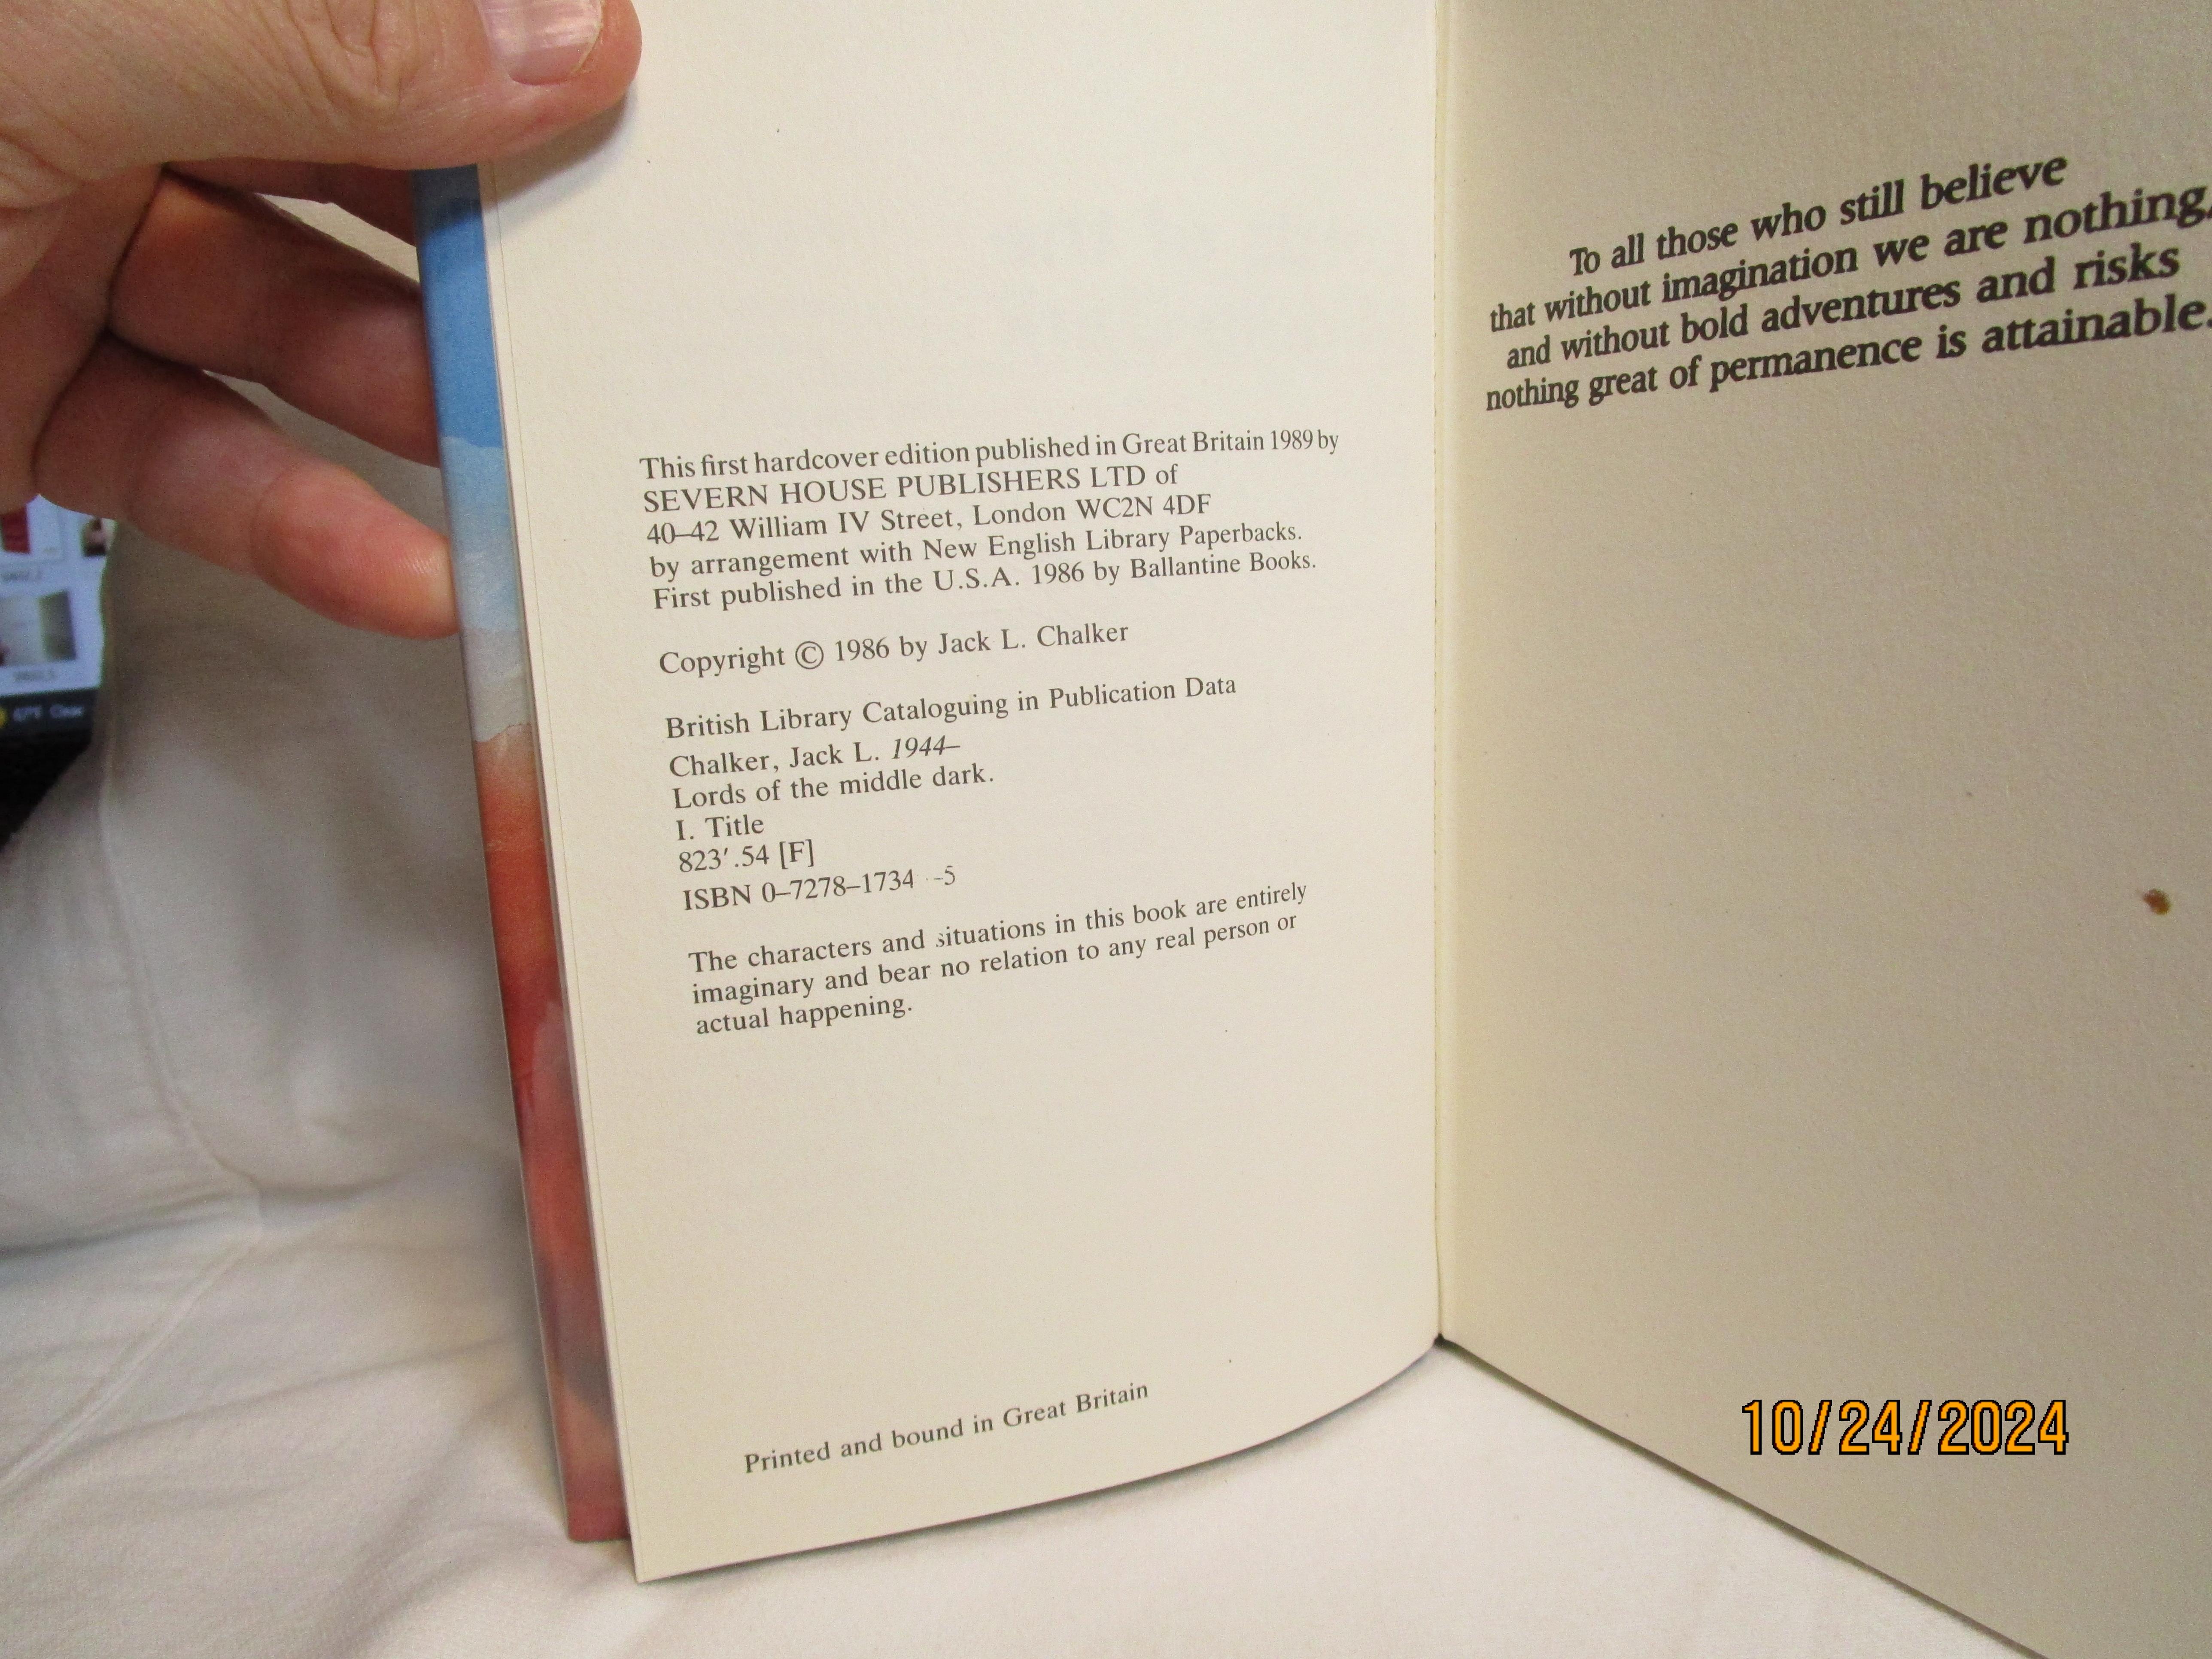 This first hardcover edition published in Great Britain 1989 by
SEVERN HOUSE PUBLISHERS LTD of
40–42 William IV Street, London WC2N 4DF
by arrangement with New English Library Paperbacks.
First published in the U.S.A. 1986 by Ballantine Books.
Copyright © 1986 by Jack L. Chalker
British Library Cataloguing in Publication Data
Chalker, Jack L. 1944–
Lords of the middle dark.
I. Title
823′.54 [F]
ISBN 0–7278–1734 -5
The characters and situations in this book are entirely
imaginary and bear no relation to any real person or
actual happening.
Printed and bound in Great Britain
To all those who still believe
that without imagination we are nothing,
and without bold adventures and risks
nothing great of permanence is attainable.
10/24/2024